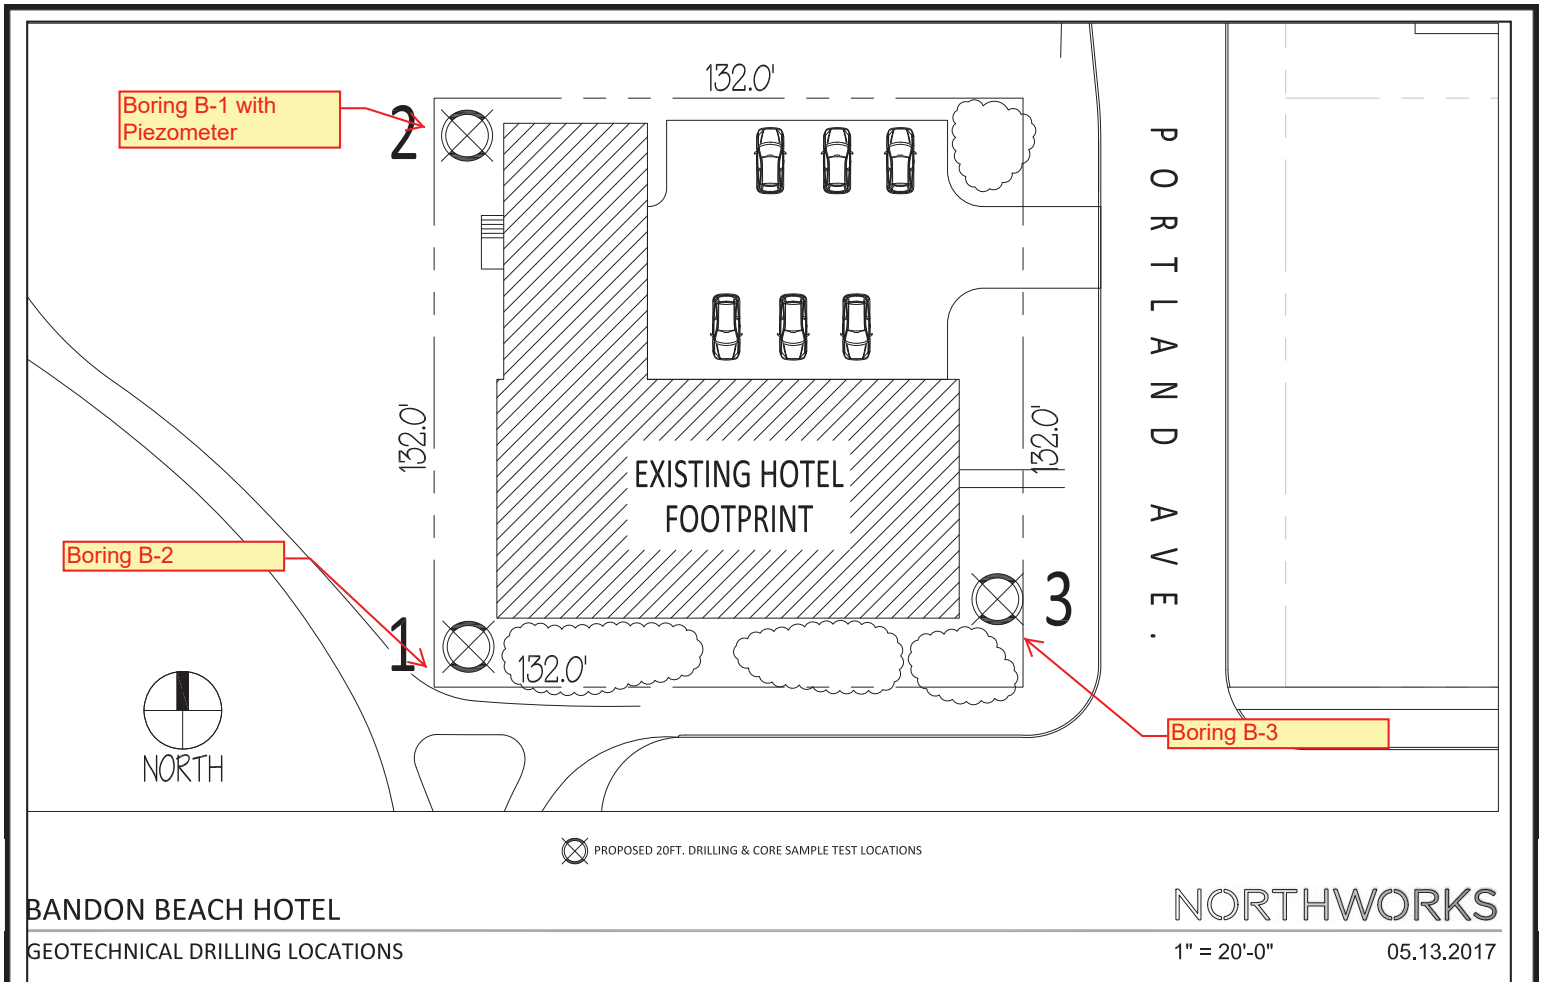 132.0'
Boring B-1 with
Piezometer
2
PORTLAND AVE.
132.0'
132.0'
EXISTING HOTEL
FOOTPRINT
Boring B-2
1
3
132.0'
Boring B-3
NORTH
PROPOSED 20FT. DRILLING & CORE SAMPLE TEST LOCATIONS
BANDON BEACH HOTEL
NORTHWORKS
GEOTECHNICAL DRILLING LOCATIONS
1" = 20'-0"
05.13.2017